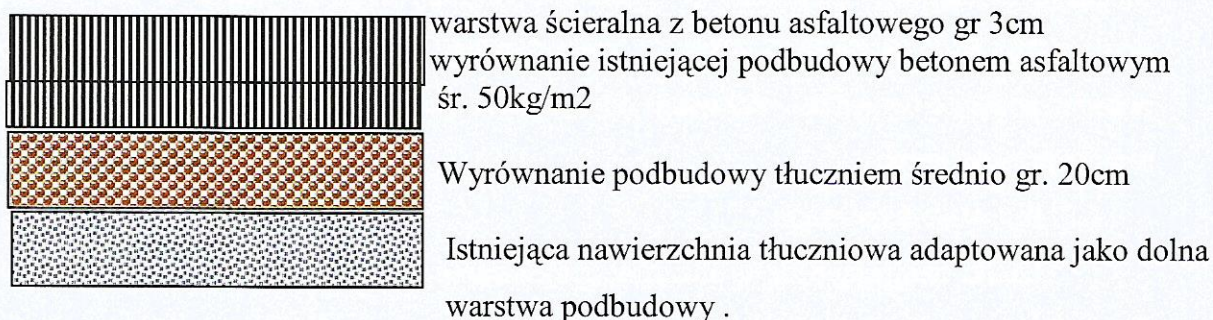 warstwa ścieralna z betonu asfaltowego gr 3cm
wyrównanie istniejącej podbudowy betonem asfaltowym
śr. 50kg/m2
Wyrównanie podbudowy tłuczniem średnio gr. 20cm
Istniejąca nawierzchnia tłuczniowa adaptowana jako dolna
warstwa podbudowy .